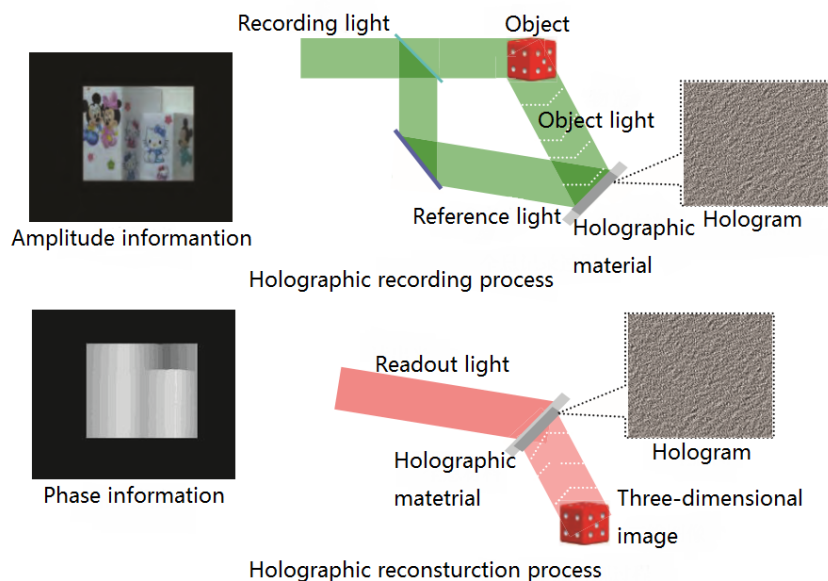 Recording light
Object
Object light
Amplitude informantion
Reference light
Holographic
material
Hologram
Holographic recording process
Readout light
Holographic
matetrial
Hologram
Phase information
Three-dimensional
image
Holographic reconsturction process